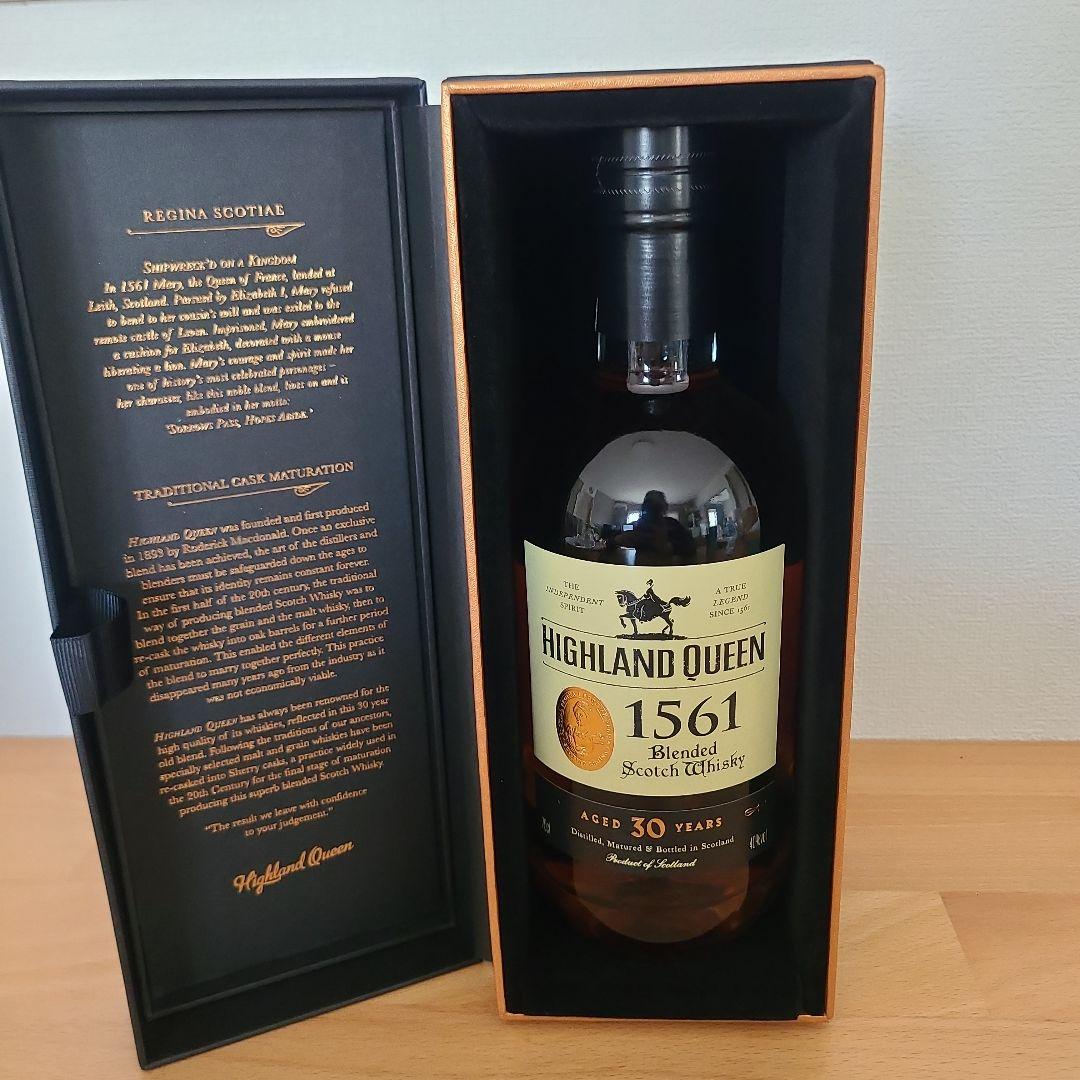 REGINA SCOTIAE
SHIPWRECK'D ON A KINGDOM
In 1561 Mary, the Queen of France, landed at
Leith, Scotland. Pursued by Elizabeth I, Mary refused
to bend to her cousin's will and was exiled to the
remote castle of Leven. Imprisoned, Mary embroidered
a cushion for Elizabeth, decorated with a mouse
liberating a lion. Mary's courage and spirit made her
one of history's most celebrated personages –
her character, like this noble blend, lives on and is
embodied in her motto:
'SORROWS PASS, HOPES ABIDE.'
TRADITIONAL CASK MATURATION
HIGHLAND QUEEN was founded and first produced
in 1893 by Roderick Macdonald. Once an exclusive
blend has been achieved, the art of the distillers and
blenders must be safeguarded down the ages to
ensure that its identity remains constant forever.
In the first half of the 20th century, the traditional
way of producing blended Scotch Whisky was to
blend together the grain and the malt whisky, then to
re-cask the whisky into oak barrels for a further period
of maturation. This enabled the different elements of
the blend to marry together perfectly. This practice
disappeared many years ago from the industry as it
was not economically viable.
HIGHLAND QUEEN has always been renowned for the
high quality of its whiskies, reflected in this 30 year
old blend. Following the traditions of our ancestors,
specially selected malt and grain whiskies have been
re-casked into Sherry casks, a practice widely used in
the 20th Century for the final stage of maturation
producing this superb blended Scotch Whisky.
"The result we leave with confidence
to your judgement."
Highland Queen
THE
INDEPENDENT
SPIRIT
A TRUE
LEGEND
SINCE 1561
HIGHLAND QUEEN
1561
Blended
Scotch Whisky
AGED 30 YEARS
Distilled, Matured & Bottled in Scotland
Product of Scotland